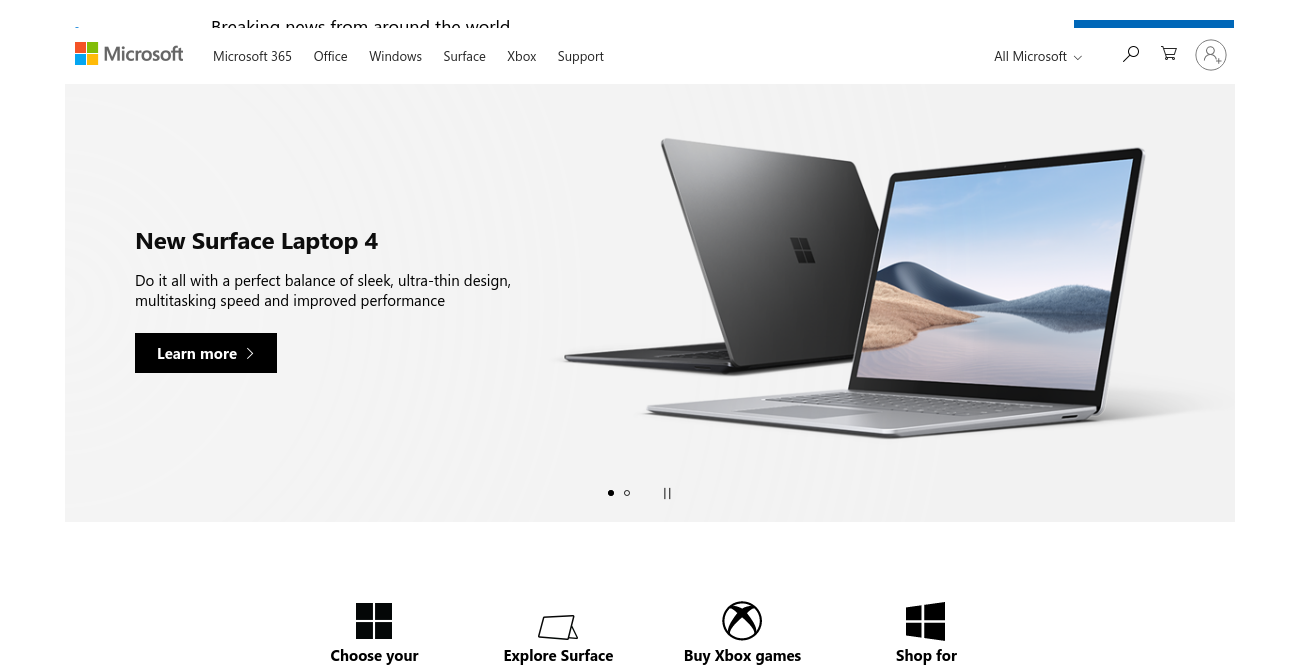 Breaking news from around the world
Microsoft
Microsoft 365
Office
Windows
Surface
Xbox
Support
All Microsoft
New Surface Laptop 4
Do it all with a perfect balance of sleek, ultra-thin design,
multitasking speed and improved performance
Learn more
Choose your
Explore Surface
Buy Xbox games
Shop for